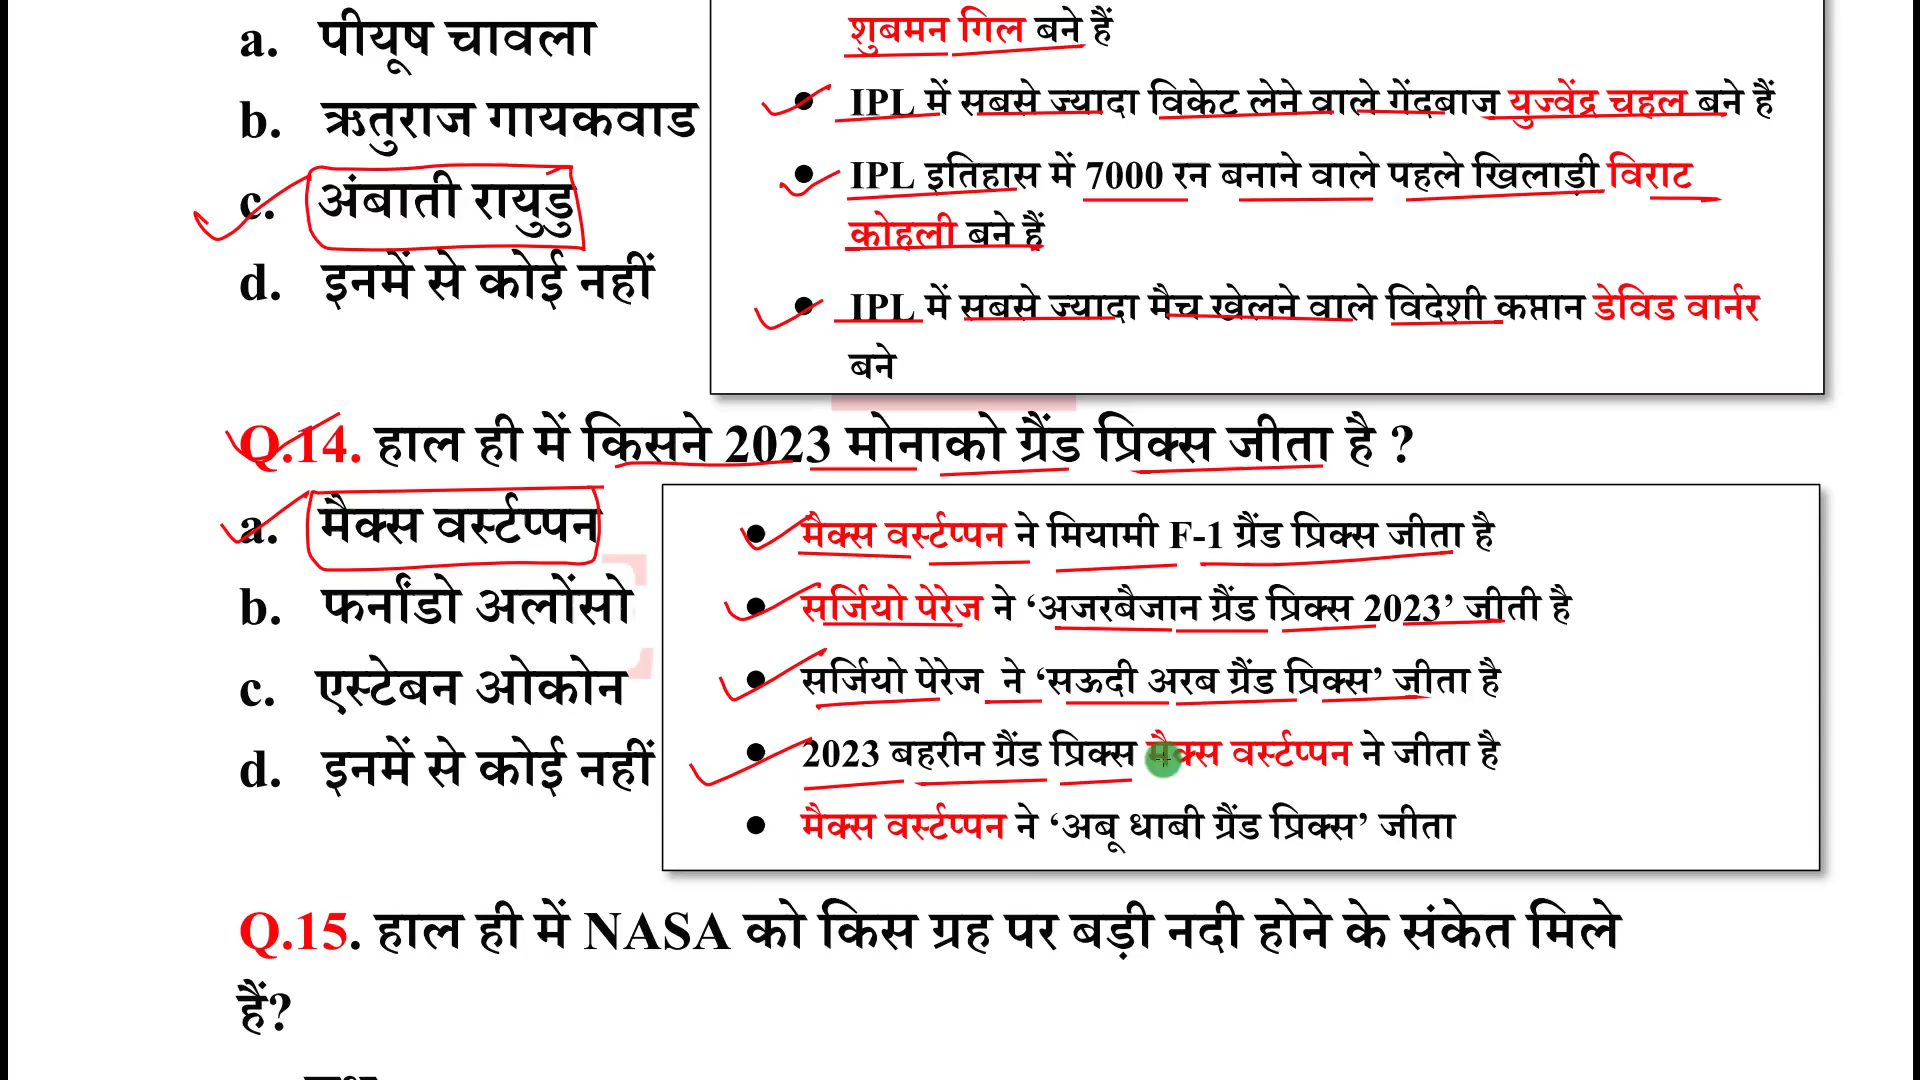 a. पीयूष चावला
b. ऋतुराज गायकवाड
c. अंबाती रायुडु
d. इनमें से कोई नहीं
शुबमन गिल बने हैं
● IPL में सबसे ज्यादा विकेट लेने वाले गेंदबाज युज्वेंद्र चहल बने हैं
● IPL इतिहास में 7000 रन बनाने वाले पहले खिलाड़ी विराट
कोहली बने हैं
● IPL में सबसे ज्यादा मैच खेलने वाले विदेशी कप्तान डेविड वार्नर
बने
Q.14. हाल ही में किसने 2023 मोनाको ग्रैंड प्रिक्स जीता है ?
a. मैक्स वर्स्टप्पन
b. फर्नांडो अलोंसो
c. एस्टेबन ओकोन
d. इनमें से कोई नहीं
● मैक्स वर्स्टप्पन ने मियामी F-1 ग्रैंड प्रिक्स जीता है
● सर्जियो पेरेज ने ‘अजरबैजान ग्रैंड प्रिक्स 2023’ जीती है
● सर्जियो पेरेज ने ‘सऊदी अरब ग्रैंड प्रिक्स’ जीता है
● 2023 बहरीन ग्रैंड प्रिक्स मैक्स वर्स्टप्पन ने जीता है
● मैक्स वर्स्टप्पन ने ‘अबू धाबी ग्रैंड प्रिक्स’ जीता
Q.15. हाल ही में NASA को किस ग्रह पर बड़ी नदी होने के संकेत मिले
हैं?